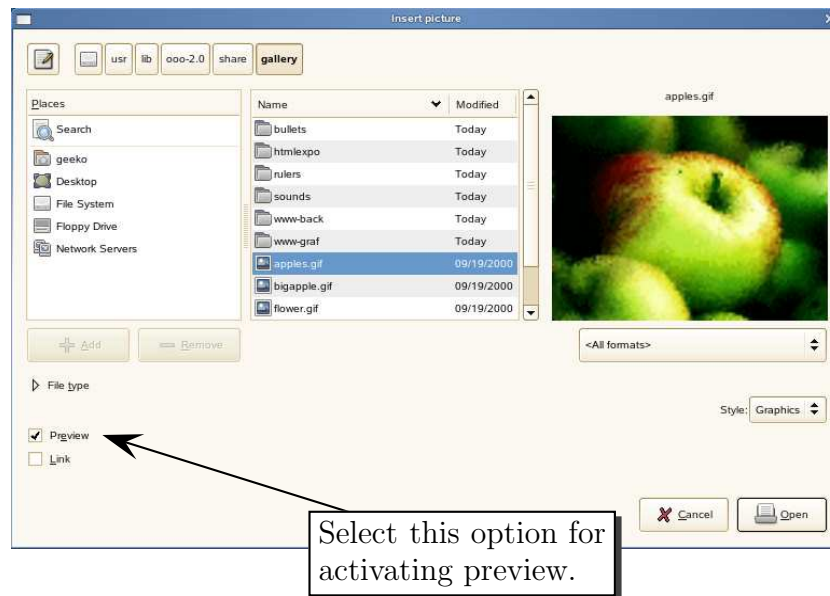 Insert picture
usr lib ooo-2.0 share gallery
Places
Search
geeko
Desktop
File System
Floppy Drive
Network Servers
Name Modified
bullets Today
htmlexpo Today
rulers Today
sounds Today
www-back Today
www-graf Today
apples.gif 09/19/2000
bigapple.gif 09/19/2000
flower.gif 09/19/2000
apples.gif
Add Remove
<All formats>
File type
Style: Graphics
Preview
Link
Cancel Open
Select this option for
activating preview.